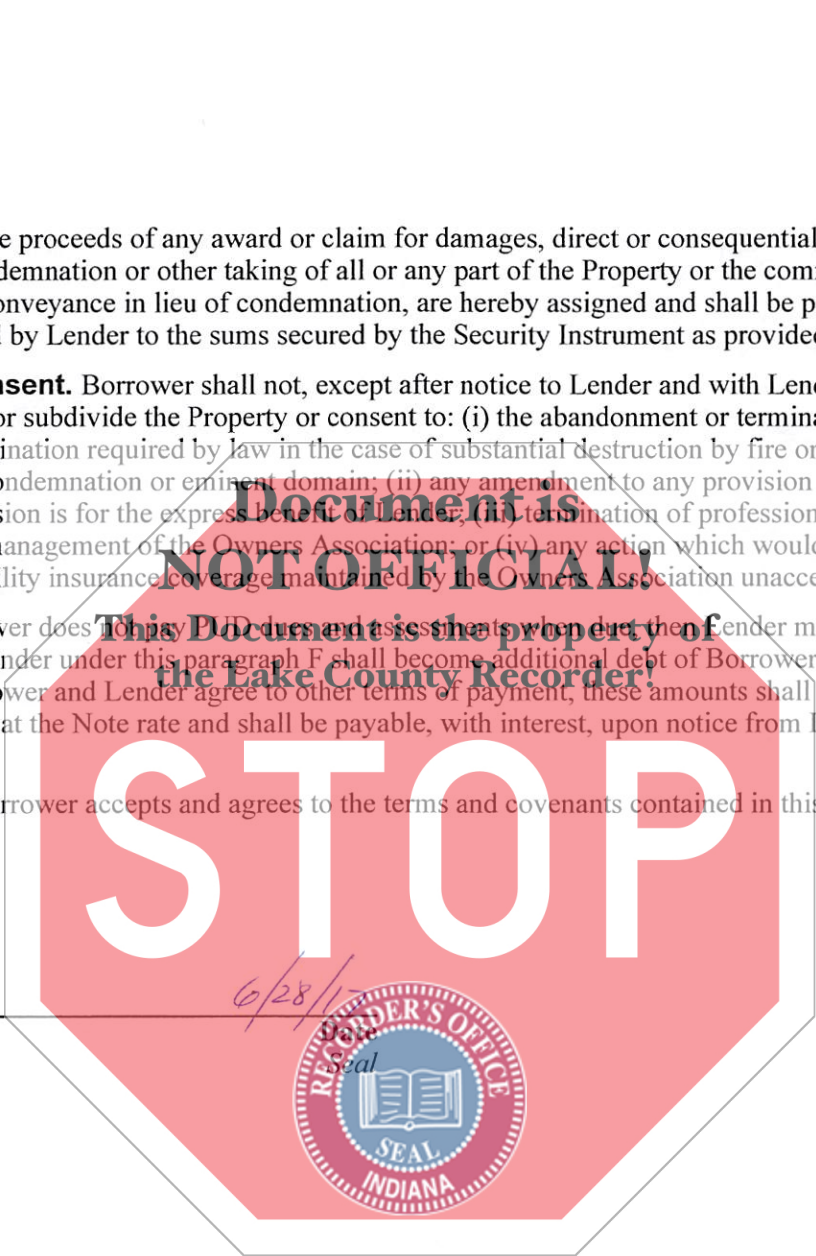 e proceeds of any award or claim for damages, direct or consequential
demnation or other taking of all or any part of the Property or the com
onveyance in lieu of condemnation, are hereby assigned and shall be p
l by Lender to the sums secured by the Security Instrument as provide
nsent. Borrower shall not, except after notice to Lender and with Lend
or subdivide the Property or consent to: (i) the abandonment or termina
ination required by law in the case of substantial destruction by fire or
ondemnation or eminent domain; (ii) any amendment to any provision
Document is
sion is for the express benefit of Lender; (iii) termination of profession
anagement of the Owners Association; or (iv) any action which would
NOT OFFICIAL!
lity insurance coverage maintained by the Owners Association unacce
ver does not pay PUD dues and assessments when due, then Lender m
This Document is the property of
nder under this paragraph F shall become additional debt of Borrower
the Lake County Recorder!
ower and Lender agree to other terms of payment, these amounts shall
at the Note rate and shall be payable, with interest, upon notice from
STOP
rrower accepts and agrees to the terms and covenants contained in this
6/28/17
Date
Seal
RECORDER'S OFFICE
SEAL
INDIANA